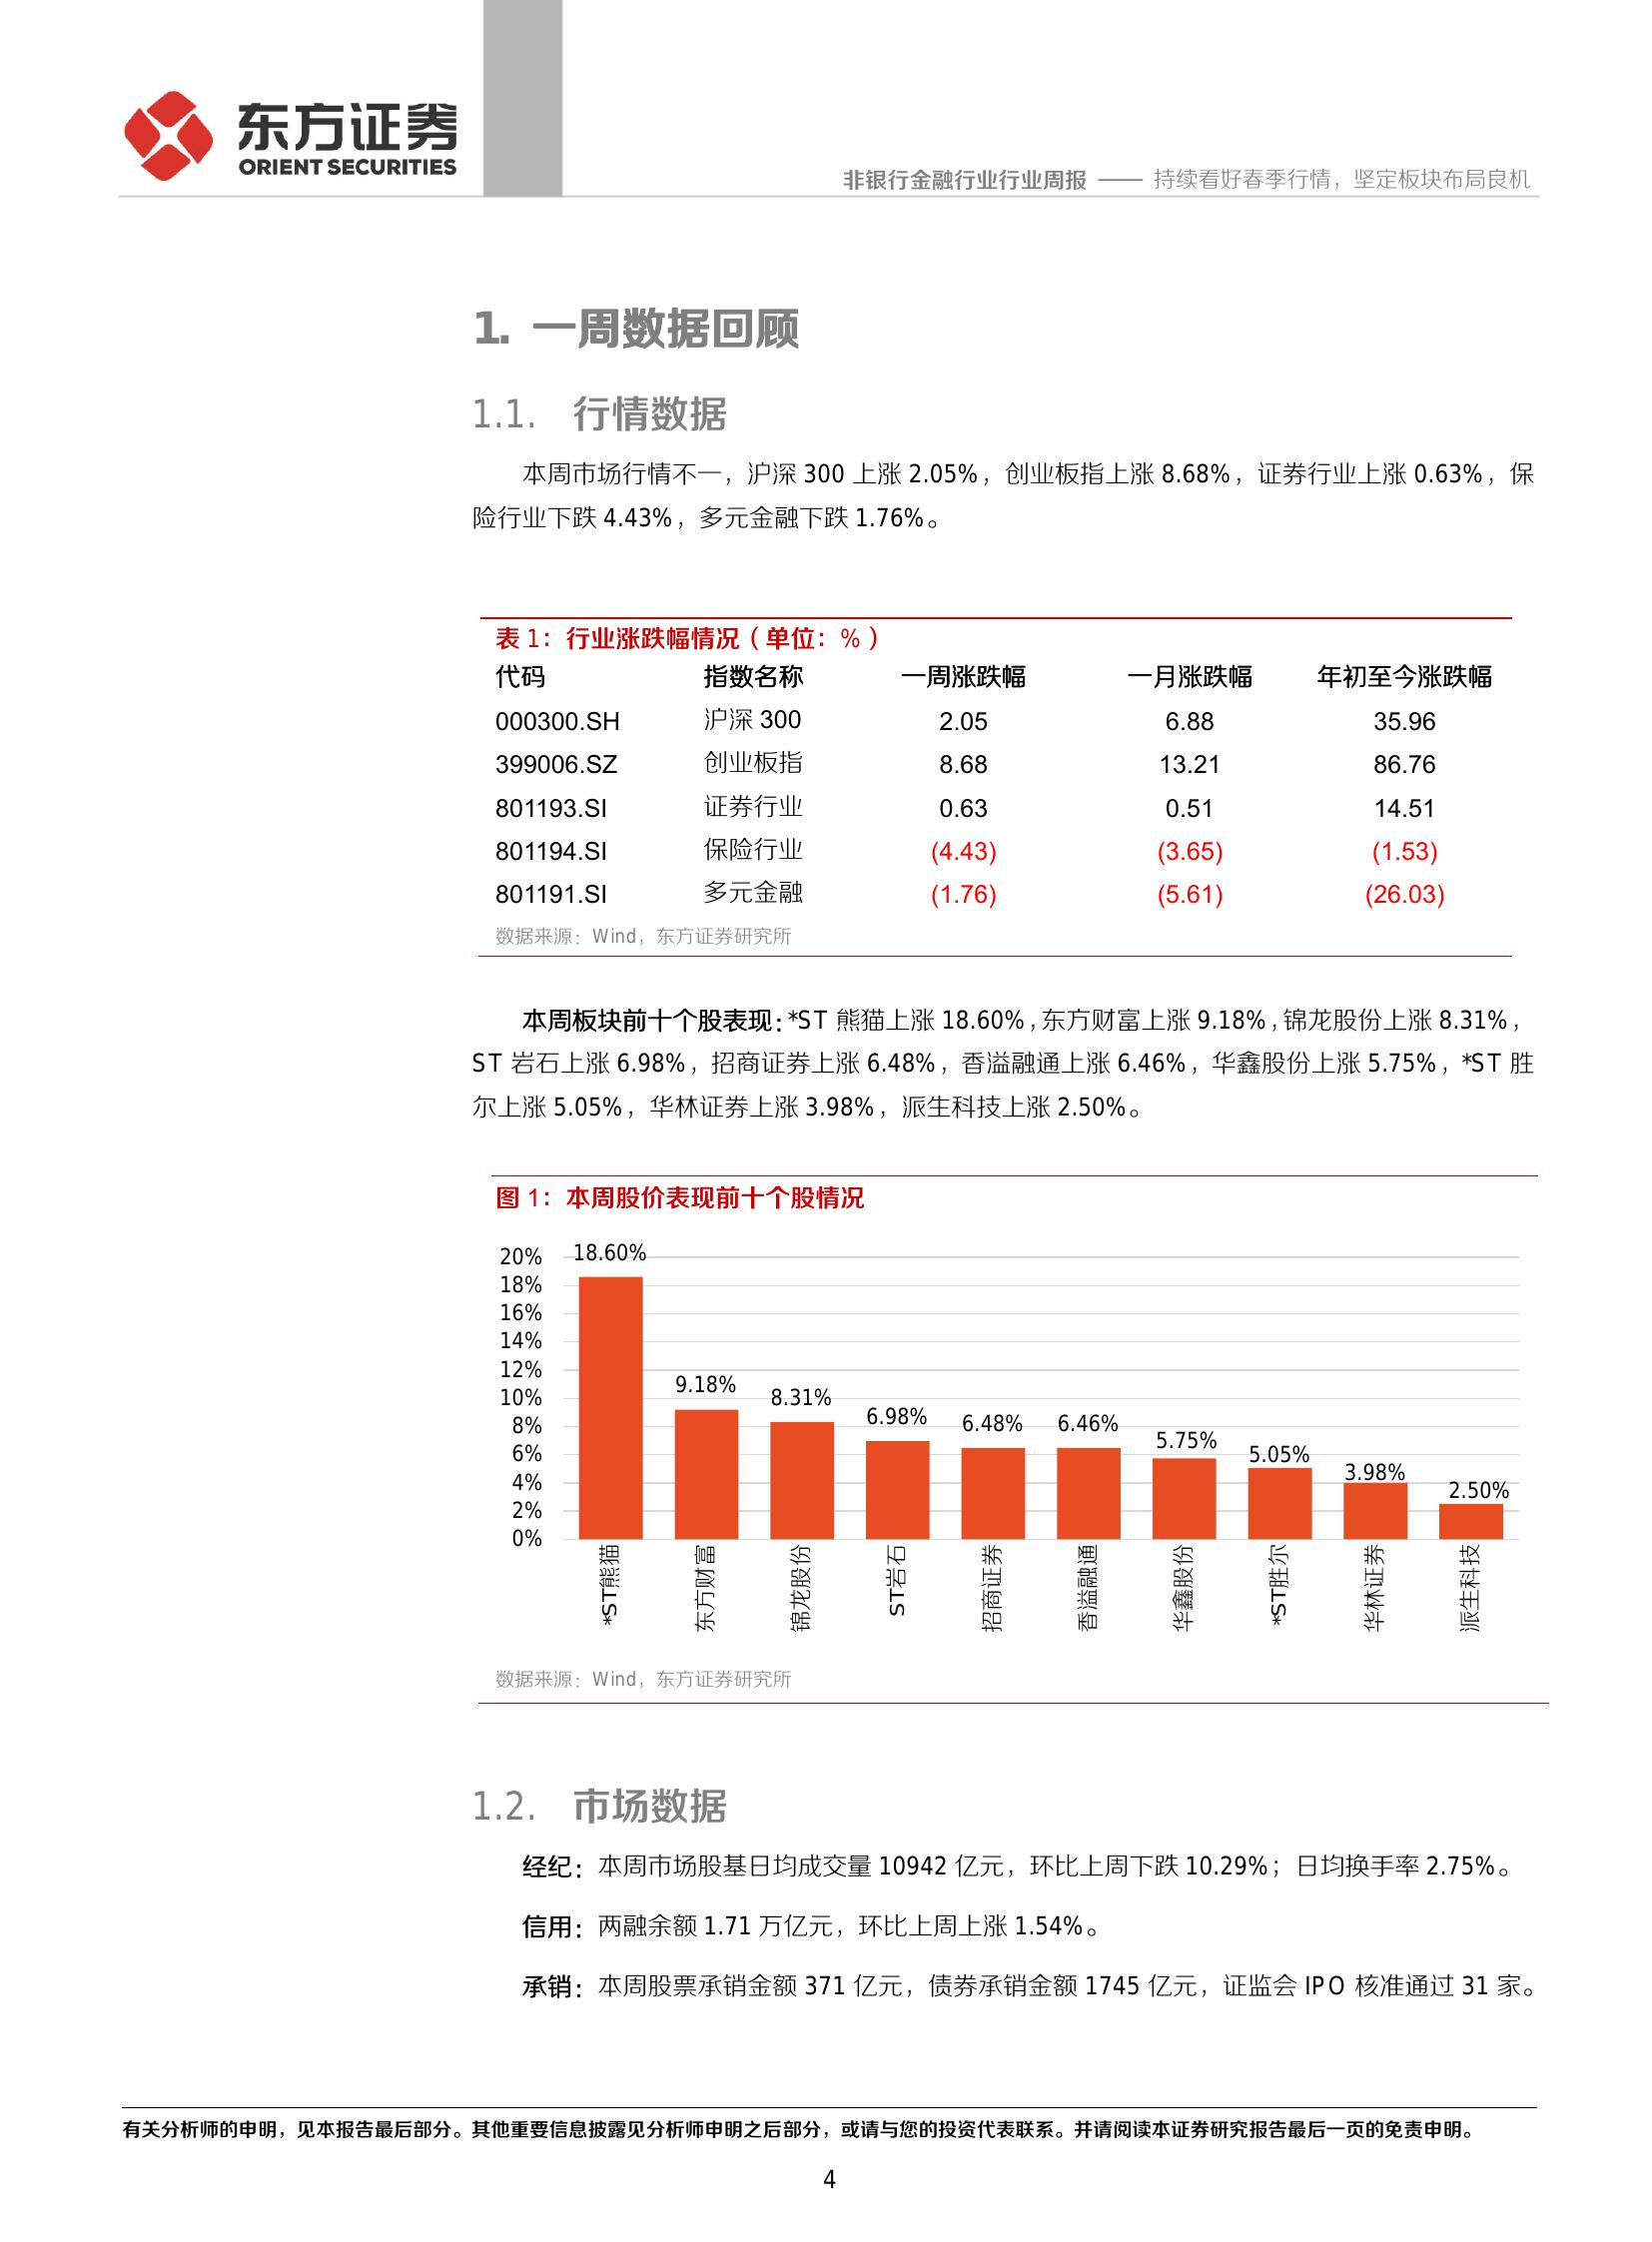 东方证券
ORIENT SECURITIES
非银行金融行业行业周报 —— 持续看好春季行情，坚定板块布局良机
1. 一周数据回顾
1.1. 行情数据
本周市场行情不一，沪深 300 上涨 2.05%，创业板指上涨 8.68%，证券行业上涨 0.63%，保
险行业下跌 4.43%，多元金融下跌 1.76%。
表 1：行业涨跌幅情况（单位：%）
代码 指数名称 一周涨跌幅 一月涨跌幅 年初至今涨跌幅
000300.SH 沪深 300 2.05 6.88 35.96
399006.SZ 创业板指 8.68 13.21 86.76
801193.SI 证券行业 0.63 0.51 14.51
801194.SI 保险行业 (4.43) (3.65) (1.53)
801191.SI 多元金融 (1.76) (5.61) (26.03)
数据来源：Wind，东方证券研究所
本周板块前十个股表现：*ST 熊猫上涨 18.60%，东方财富上涨 9.18%，锦龙股份上涨 8.31%，
ST 岩石上涨 6.98%，招商证券上涨 6.48%，香溢融通上涨 6.46%，华鑫股份上涨 5.75%，*ST 胜
尔上涨 5.05%，华林证券上涨 3.98%，派生科技上涨 2.50%。
图 1：本周股价表现前十个股情况
20%
18%
16%
14%
12%
10%
8%
6%
4%
2%
0%
18.60% 9.18% 8.31% 6.98% 6.48% 6.46% 5.75% 5.05% 3.98% 2.50%
*ST熊猫 东方财富 锦龙股份 ST岩石 招商证券 香溢融通 华鑫股份 *ST胜尔 华林证券 派生科技
数据来源：Wind，东方证券研究所
1.2. 市场数据
经纪：本周市场股基日均成交量 10942 亿元，环比上周下跌 10.29%；日均换手率 2.75%。
信用：两融余额 1.71 万亿元，环比上周上涨 1.54%。
承销：本周股票承销金额 371 亿元，债券承销金额 1745 亿元，证监会 IPO 核准通过 31 家。
有关分析师的申明，见本报告最后部分。其他重要信息披露见分析师申明之后部分，或请与您的投资代表联系。并请阅读本证券研究报告最后一页的免责申明。
4